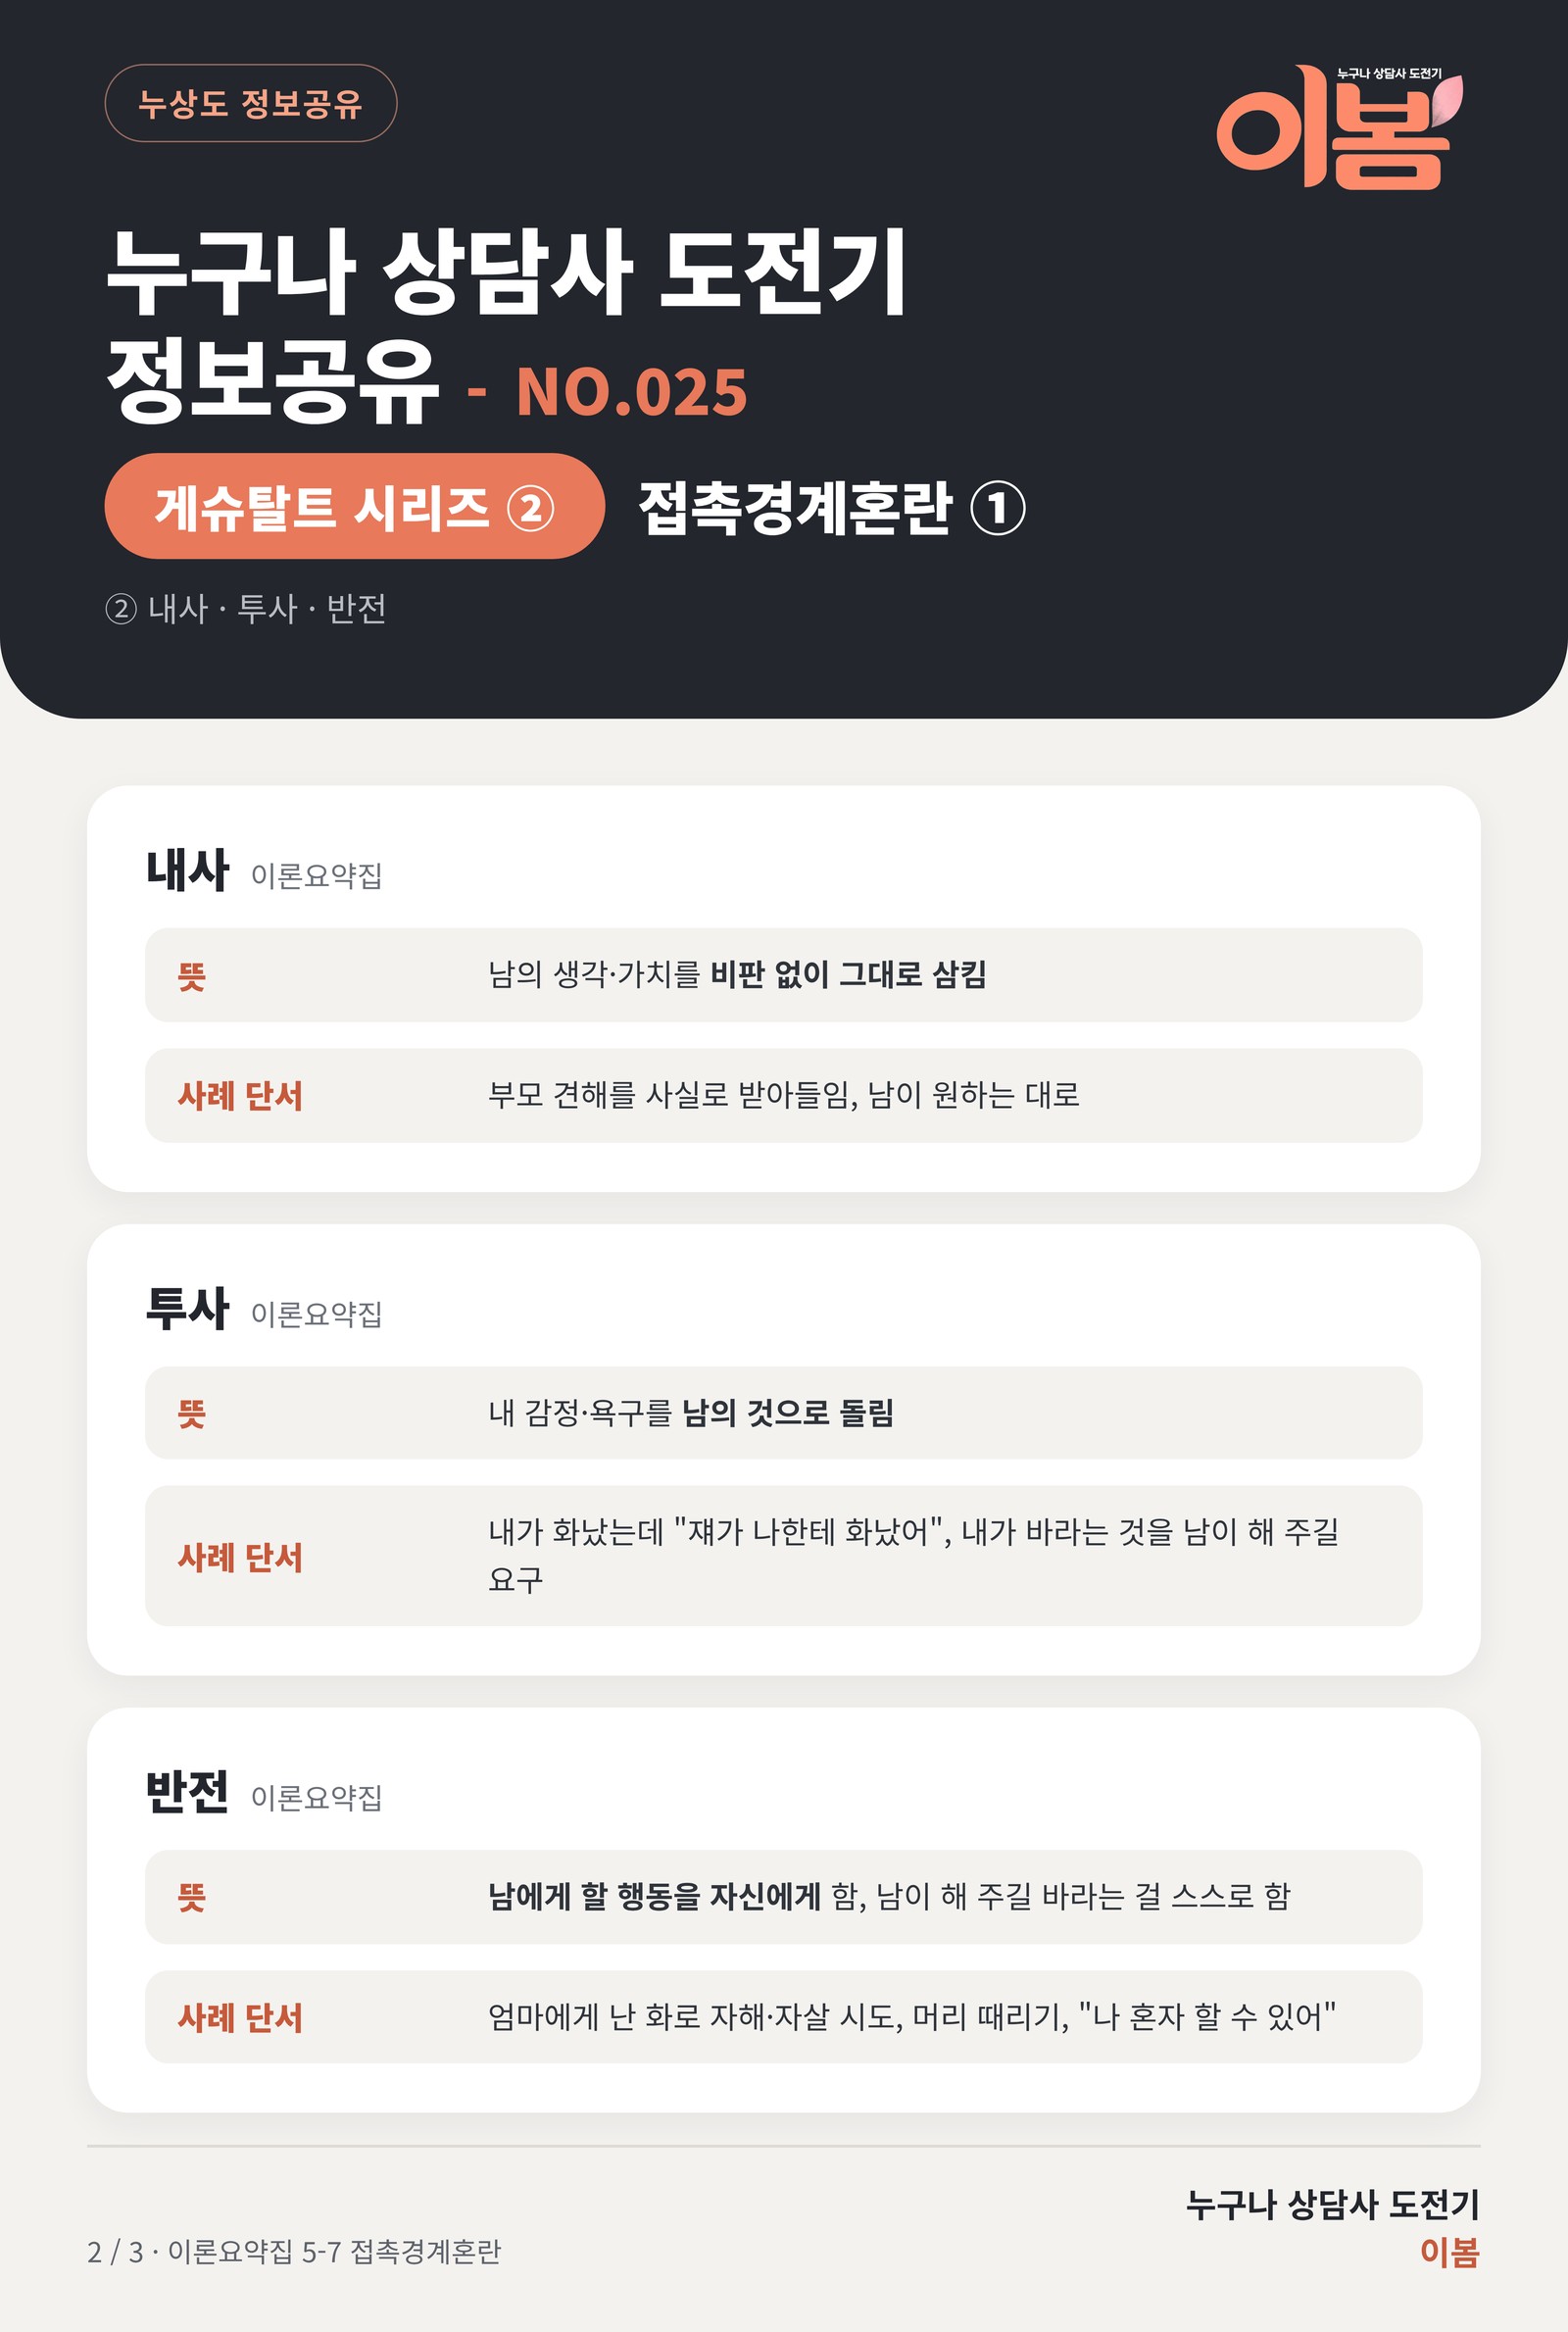 누상도 정보공유
누구나 상담사 도전기
이봄
누구나 상담사 도전기
정보공유 - NO.025
게슈탈트 시리즈 ② 접촉경계혼란 ①
② 내사 · 투사 · 반전
내사 이론요약집
뜻 남의 생각·가치를 비판 없이 그대로 삼킴
사례 단서 부모 견해를 사실로 받아들임, 남이 원하는 대로
투사 이론요약집
뜻 내 감정·욕구를 남의 것으로 돌림
사례 단서 내가 화났는데 "쟤가 나한테 화났어", 내가 바라는 것을 남이 해 주길
요구
반전 이론요약집
뜻 남에게 할 행동을 자신에게 함, 남이 해 주길 바라는 걸 스스로 함
사례 단서 엄마에게 난 화로 자해·자살 시도, 머리 때리기, "나 혼자 할 수 있어"
누구나 상담사 도전기
2 / 3 · 이론요약집 5-7 접촉경계혼란
이봄